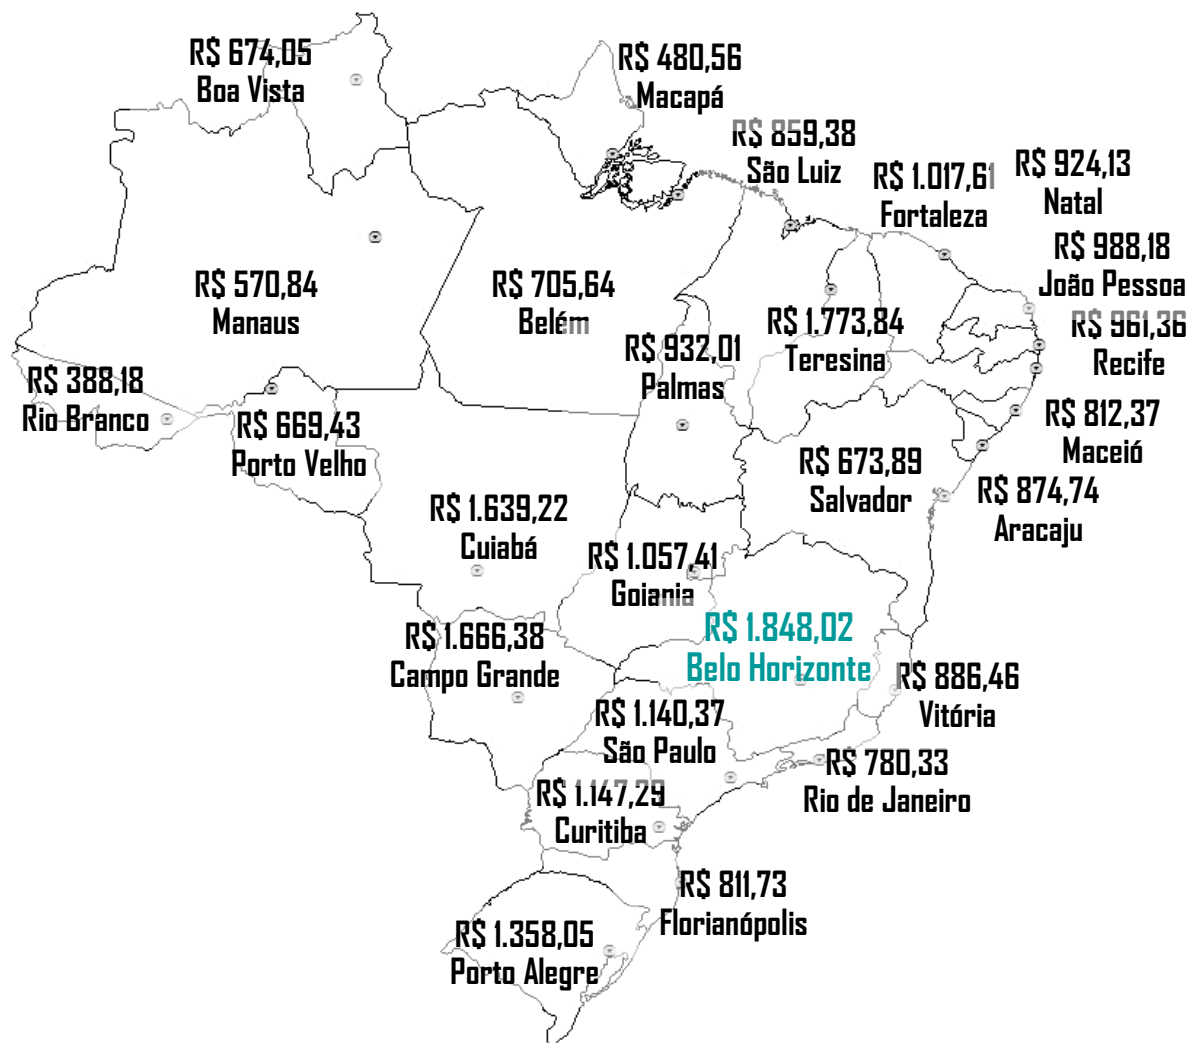 R$ 674,05
Boa Vista
R$ 480,56
Macapá
R$ 859,38
São Luiz
R$ 1.017,61
Fortaleza
R$ 924,13
Natal
R$ 988,18
João Pessoa
R$ 570,84
Manaus
R$ 705,64
Belém
R$ 932,01
Palmas
R$ 1.773,84
Teresina
R$ 961,36
Recife
R$ 388,18
Rio Branco
R$ 669,43
Porto Velho
R$ 812,37
Maceió
R$ 673,89
Salvador
R$ 874,74
Aracaju
R$ 1.639,22
Cuiabá
R$ 1.057,41
Goiania
R$ 1.666,38
Campo Grande
R$ 1.848,02
Belo Horizonte
R$ 886,46
Vitória
R$ 1.140,37
São Paulo
R$ 780,33
Rio de Janeiro
R$ 1.147,29
Curitiba
R$ 811,73
Florianópolis
R$ 1.358,05
Porto Alegre